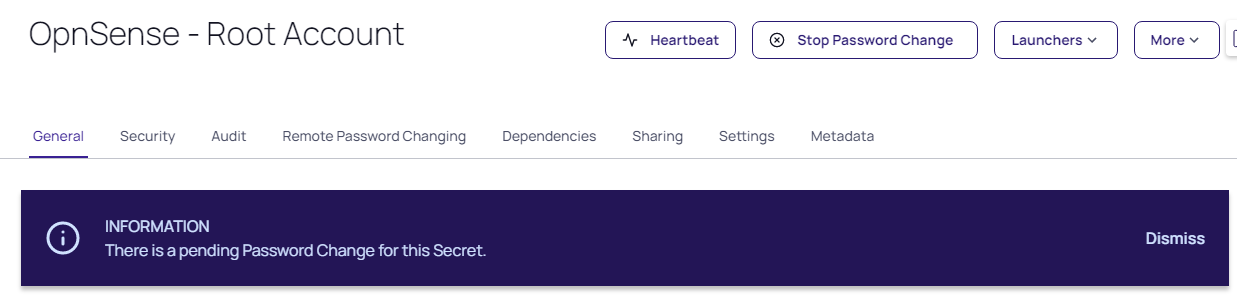 OpnSense - Root Account
Heartbeat
Stop Password Change
Launchers
More
General
Security
Audit
Remote Password Changing
Dependencies
Sharing
Settings
Metadata
INFORMATION
There is a pending Password Change for this Secret.
Dismiss